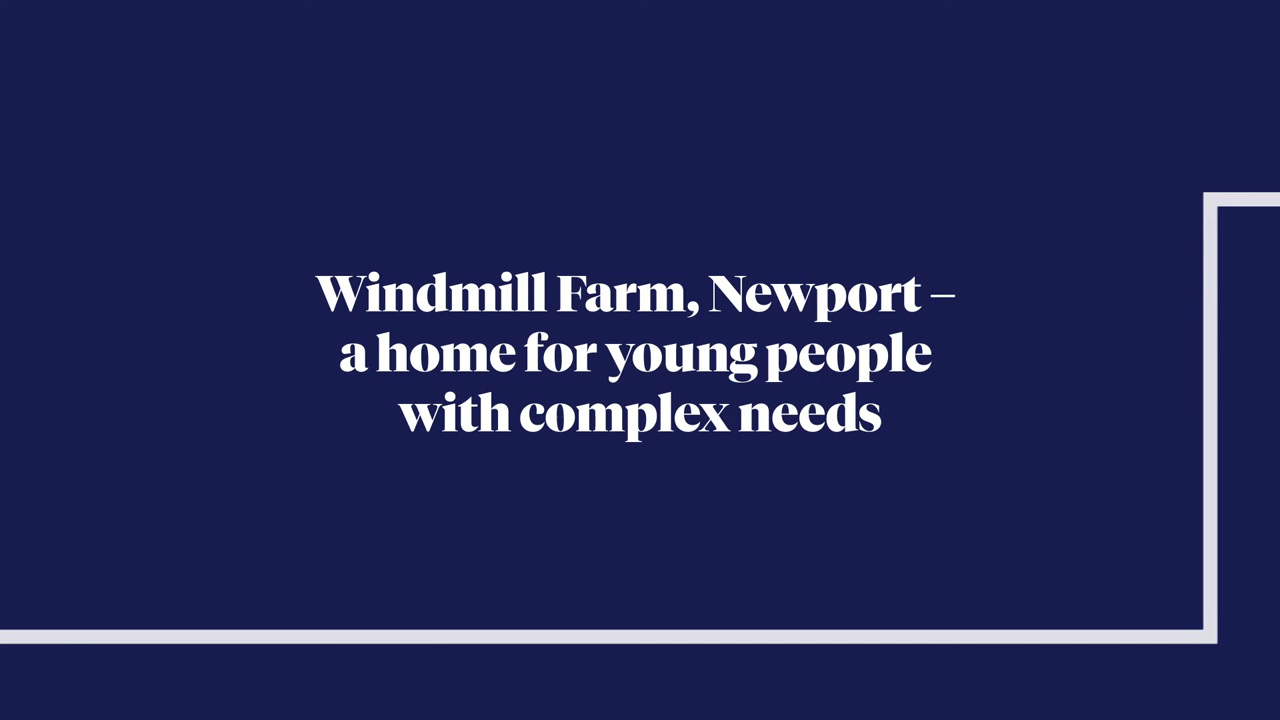 Windmill Farm, Newport –
a home for young people
with complex needs